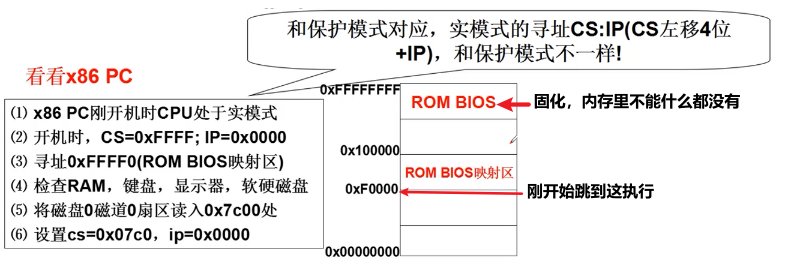 和保护模式对应，实模式的寻址CS:IP(CS左移4位
+IP)，和保护模式不一样!
看看x86 PC
0xFFFFFFFF
ROM BIOS
固化，内存里不能什么都没有
⑴ x86 PC刚开机时CPU处于实模式
⑵ 开机时，CS=0xFFFF; IP=0x0000
⑶ 寻址0xFFFF0(ROM BIOS映射区)
⑷ 检查RAM，键盘，显示器，软硬磁盘
⑸ 将磁盘0磁道0扇区读入0x7c00处
⑹ 设置cs=0x07c0，ip=0x0000
0x100000
ROM BIOS映射区
0xF0000
刚开始跳到这执行
0x00000000